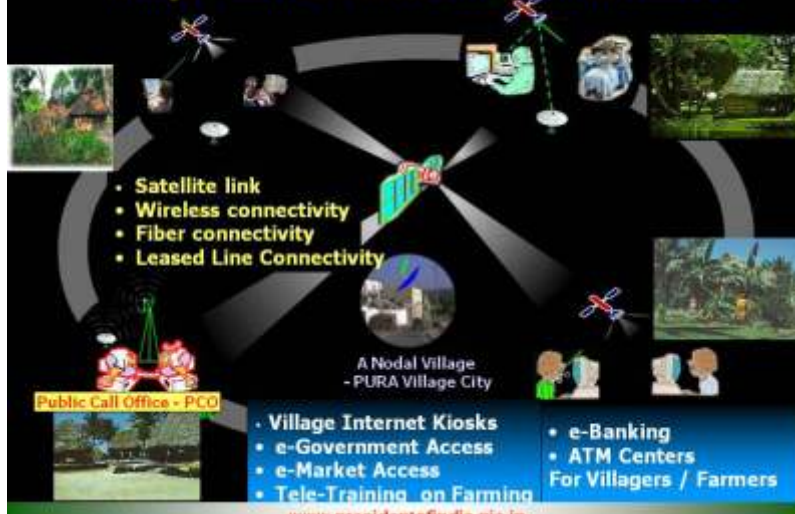 • Satellite link
• Wireless connectivity
• Fiber connectivity
• Leased Line Connectivity
A Nodal Village
- PURA Village City
Public Call Office - PCO
• Village Internet Kiosks
• e-Government Access
• e-Market Access
• Tele-Training on Farming
• e-Banking
• ATM Centers
For Villagers / Farmers